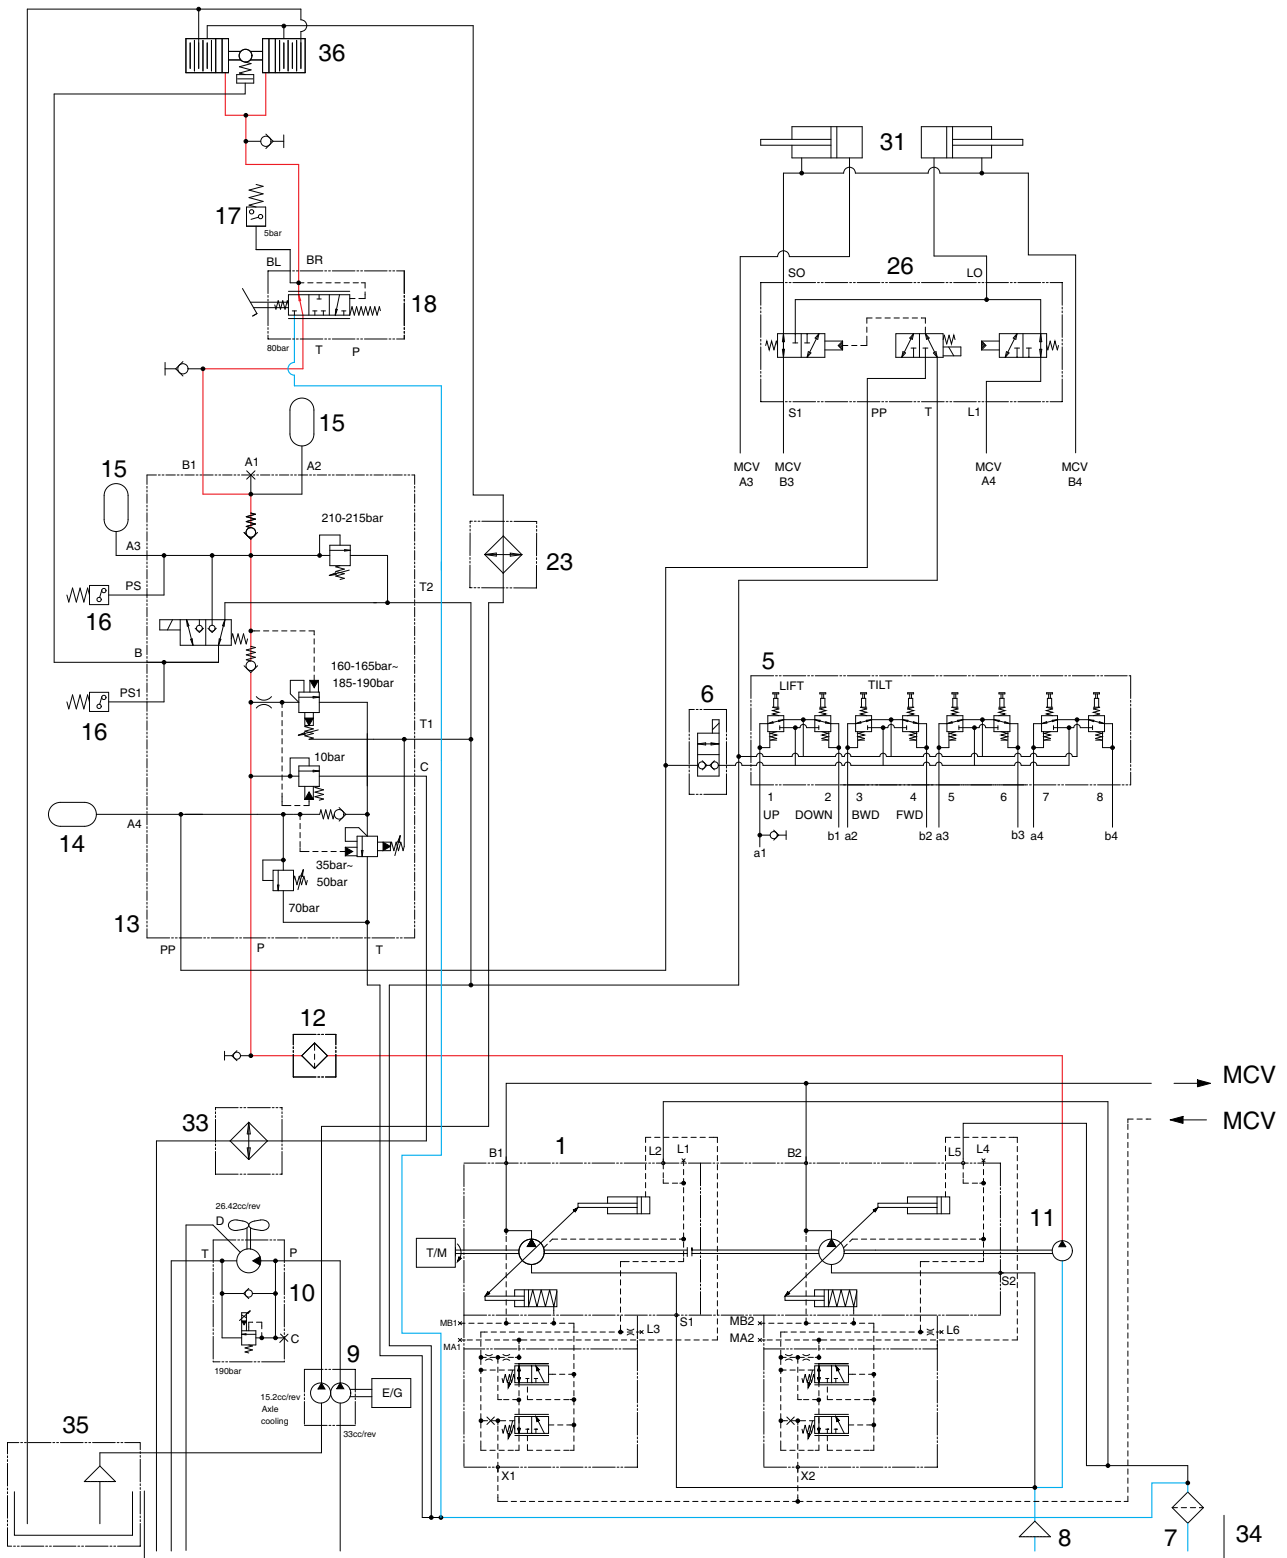 36
31
17
5bar
BL
BR
18
80bar
T
P
26
SO
LO
S1
PP
T
L1
MCV
A3
MCV
B3
MCV
A4
MCV
B4
15
15
B1
A1
A2
210-215bar
A3
PS
16
T2
23
B
160-165bar~
185-190bar
PS1
16
T1
10bar
C
14
A4
35bar~
50bar
70bar
13
PP
P
T
5
6
LIFT
TILT
1
2
3
4
5
6
7
8
UP
DOWN
BWD
FWD
a1
b1
a2
b2
a3
b3
a4
b4
12
MCV
MCV
33
1
B1
L2
L1
B2
L5
L4
11
26.42cc/rev
D
T
P
10
C
190bar
T/M
S2
S1
MB1
MA1
L3
MB2
MA2
L6
9
15.2cc/rev
Axle
cooling
E/G
33cc/rev
35
X1
X2
8
7
34